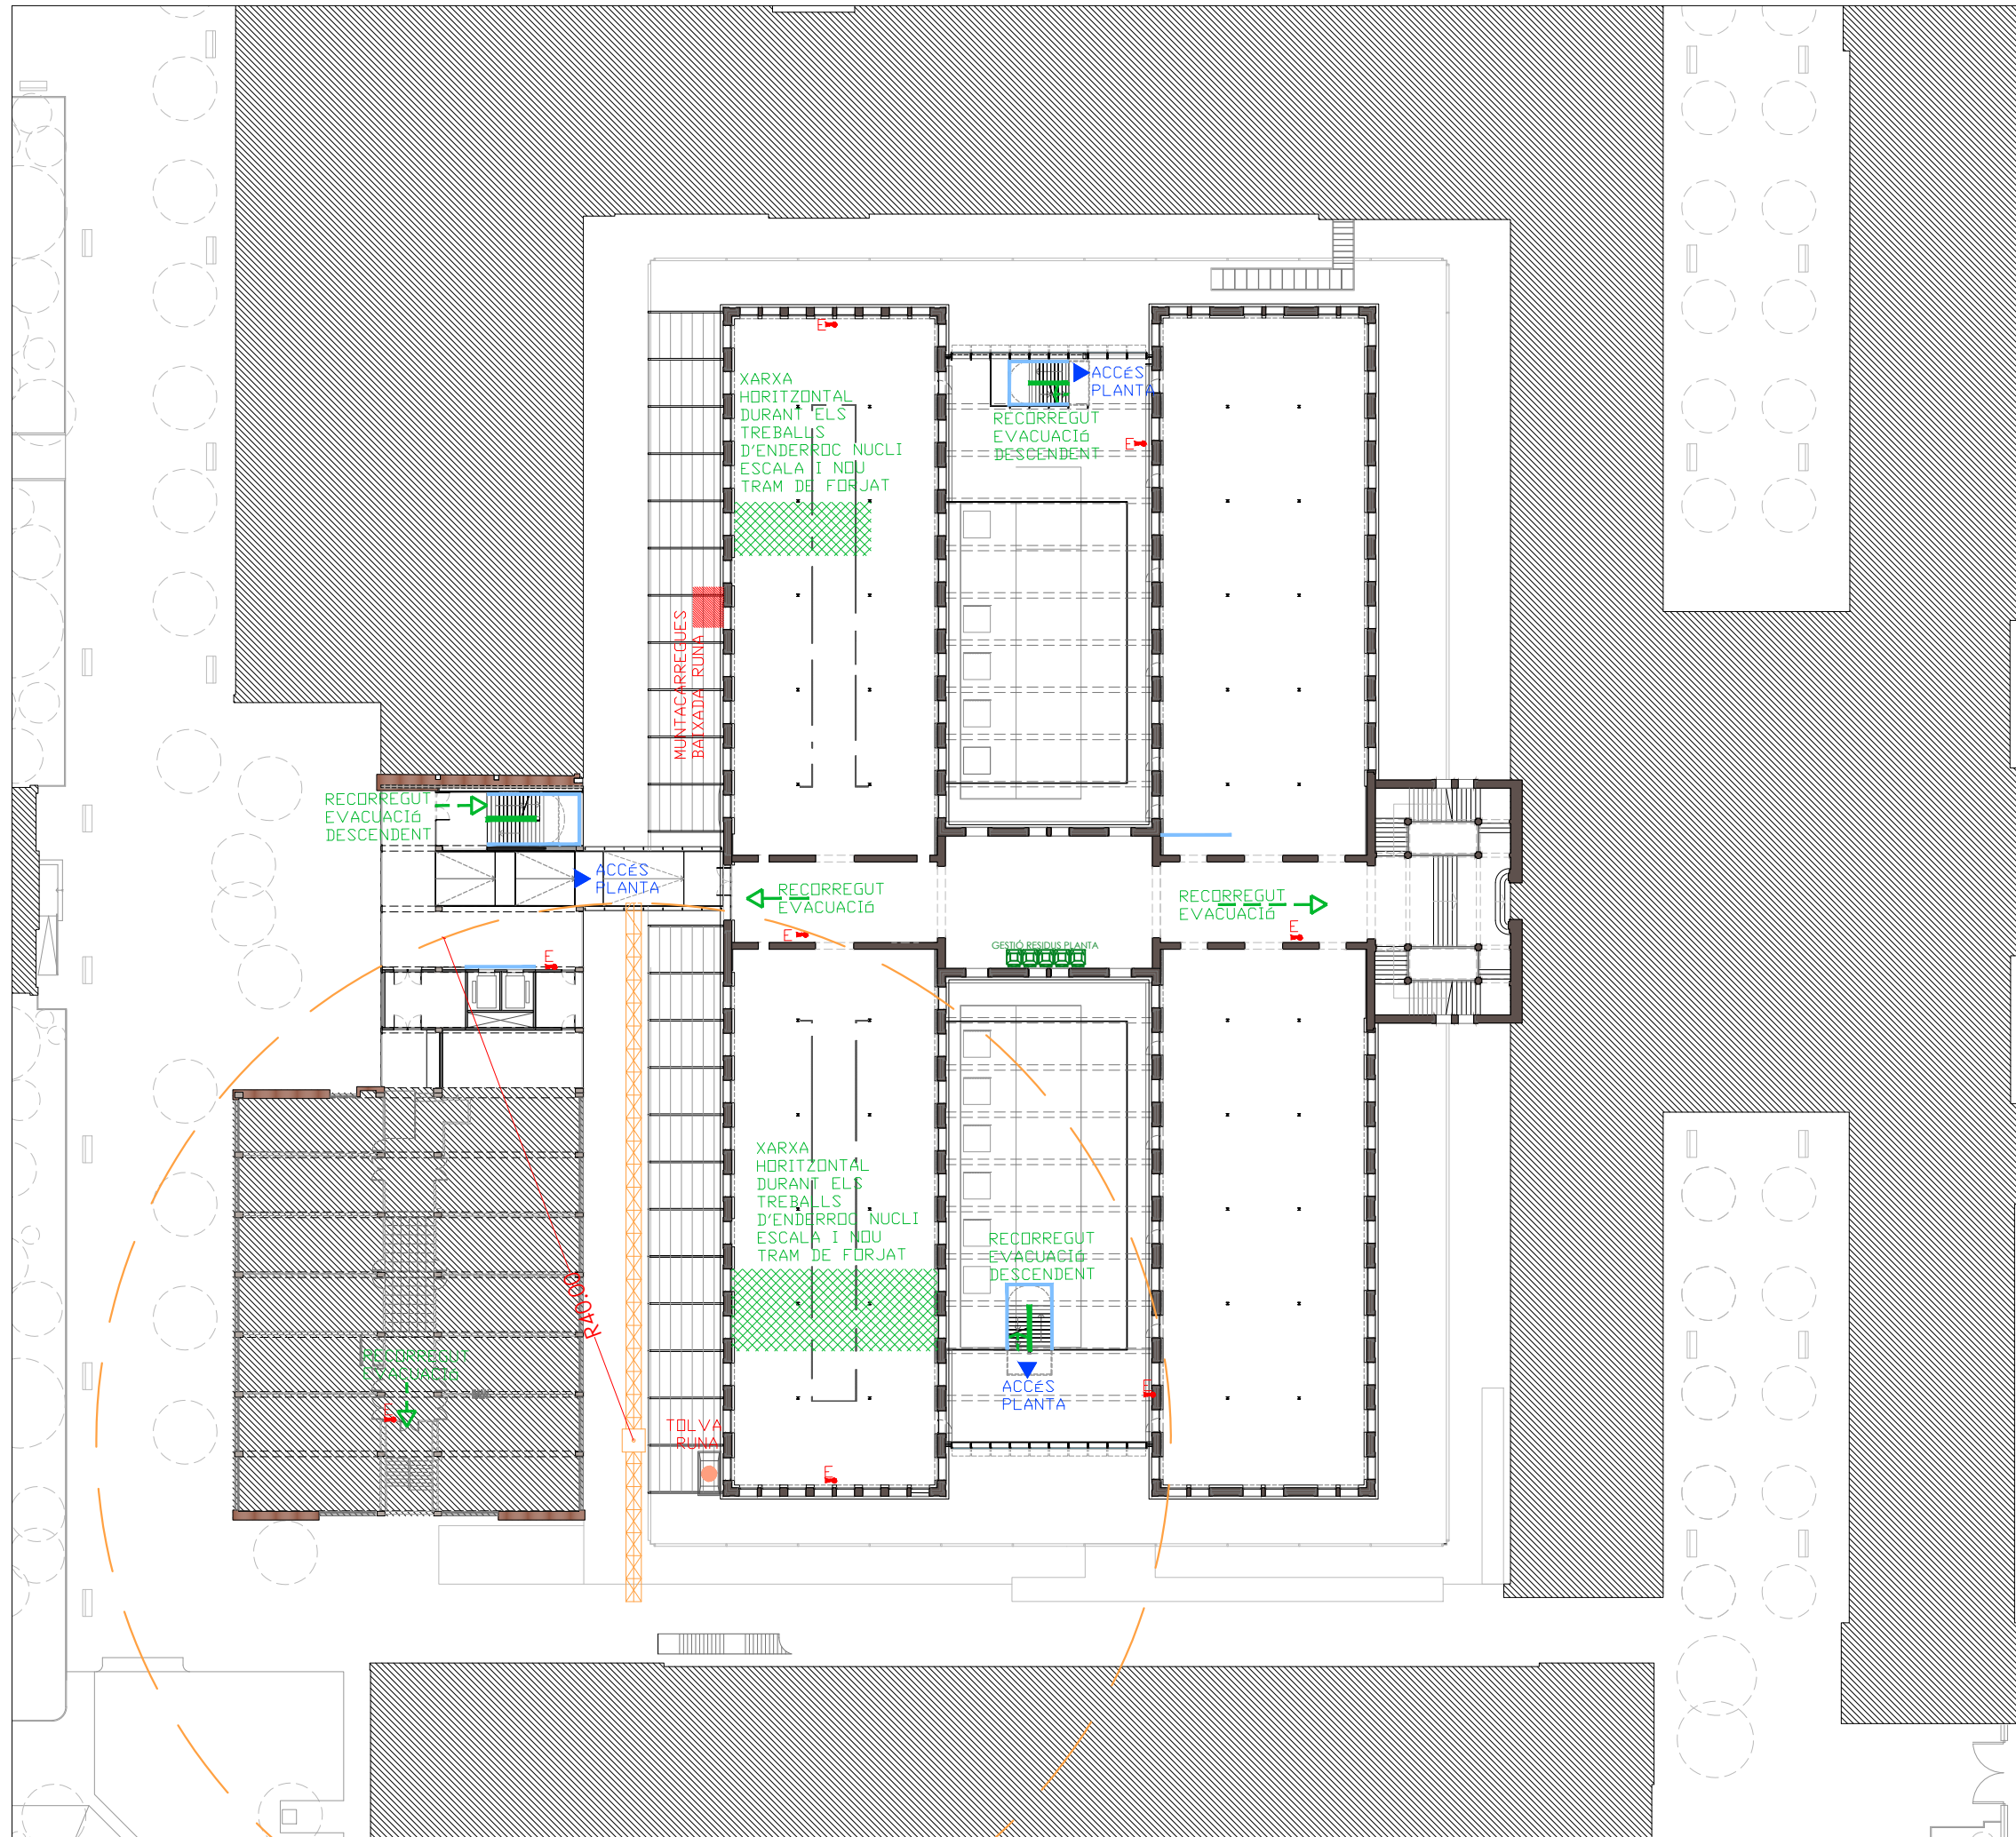 E
XARXA
HORITZONTAL
DURANT ELS
TREBALLS
D'ENDERROC NUCLI
ESCALA I NOU
TRAM DE FORJAT
ACCéS
PLANTA
RECORREGUT
EVACUACIó
DESCENDENT
E
MUNTACARREGUES
BAIXADA RUNA
RECORREGUT
EVACUACIó
DESCENDENT
ACCéS
PLANTA
RECORREGUT
EVACUACIó
RECORREGUT
EVACUACIó
E
E
GESTIÓ RESIDUS PLANTA
E
XARXA
HORITZONTAL
DURANT ELS
TREBALLS
D'ENDERROC NUCLI
ESCALA I NOU
TRAM DE FORJAT
RECORREGUT
EVACUACIó
DESCENDENT
R40.00
RECORREGUT
EVACUACIó
E
ACCéS
PLANTA
E
TOLVA
RUNA
E